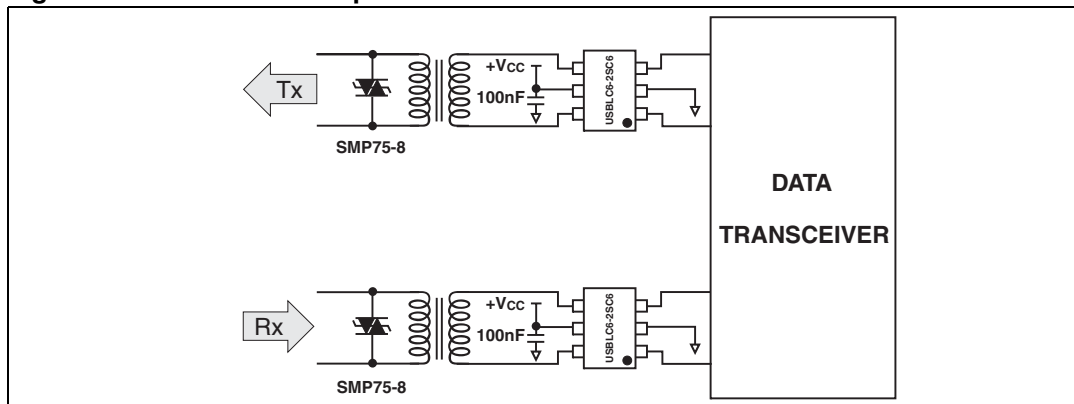 Tx
+VCC
100nF
USBLC6-2SC6
SMP75-8
DATA
TRANSCEIVER
Rx
+VCC
100nF
USBLC6-2SC6
SMP75-8